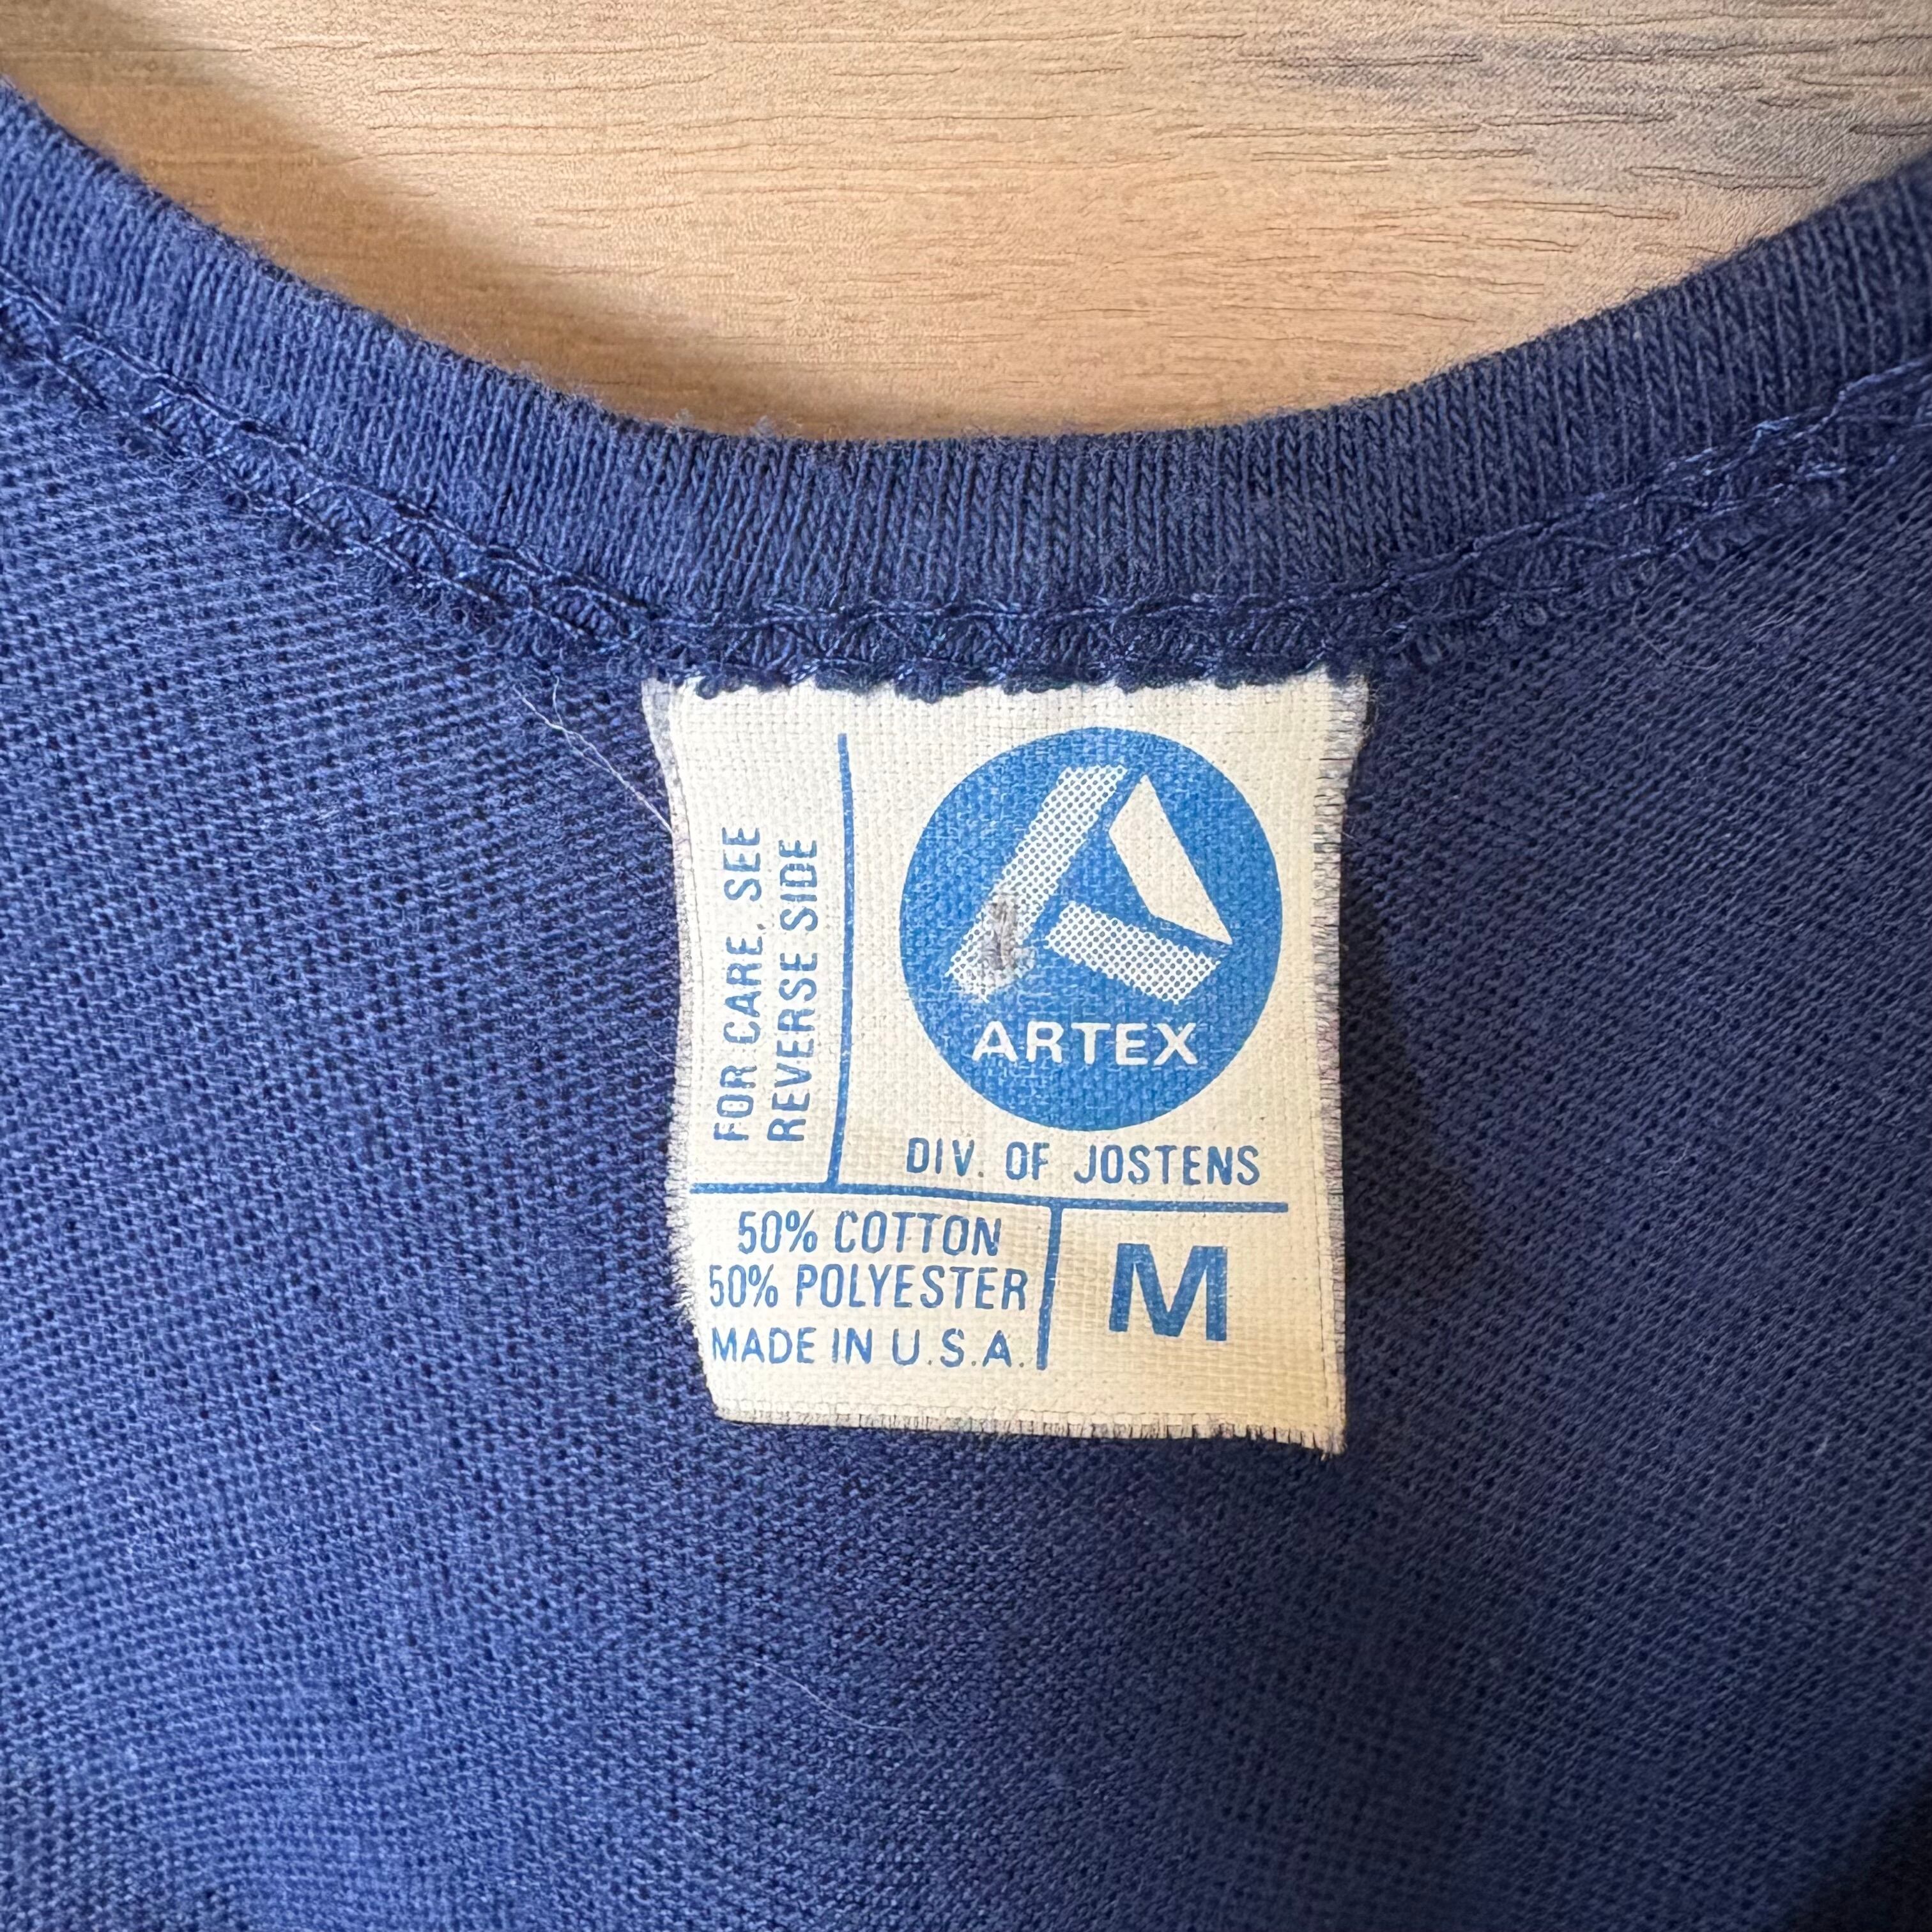 FOR CARE, SEE
REVERSE SIDE
ARTEX
DIV. OF JOSTENS
50% COTTON
50% POLYESTER
MADE IN U.S.A.
M